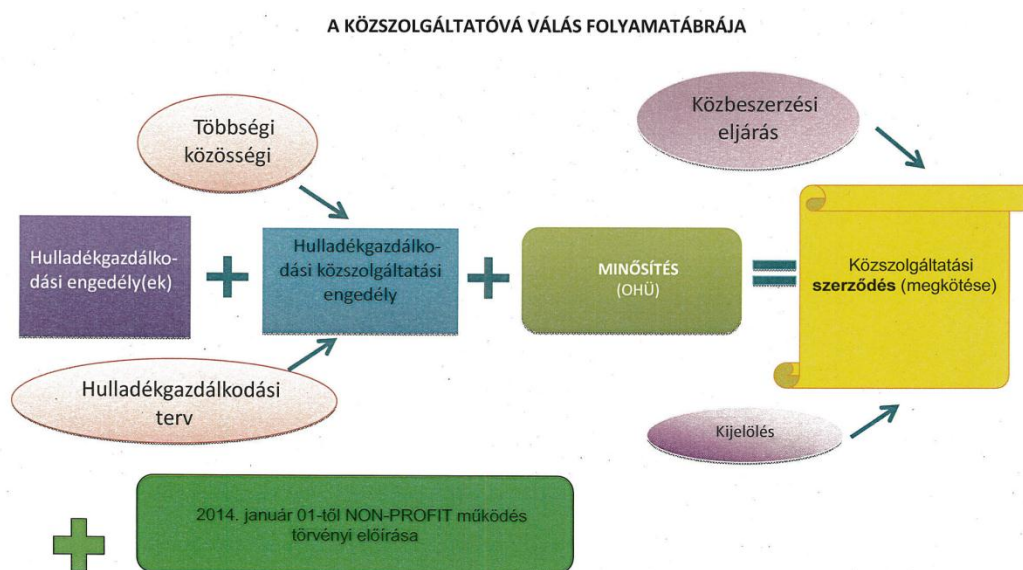 A KÖZSZOLGÁLTATÓVÁ VÁLÁS FOLYAMATÁBRÁJA
Többségi
közösségi
Közbeszerzési
eljárás
Hulladékgazdálko-
dási engedély(ek)
Hulladékgazdálko-
dási közszolgáltatási
engedély
MINŐSÍTÉS
(OHÜ)
Közszolgáltatási
szerződés (megkötése)
Hulladékgazdálkodási
terv
Kijelölés
2014. január 01-től NON-PROFIT működés
törvényi előírása